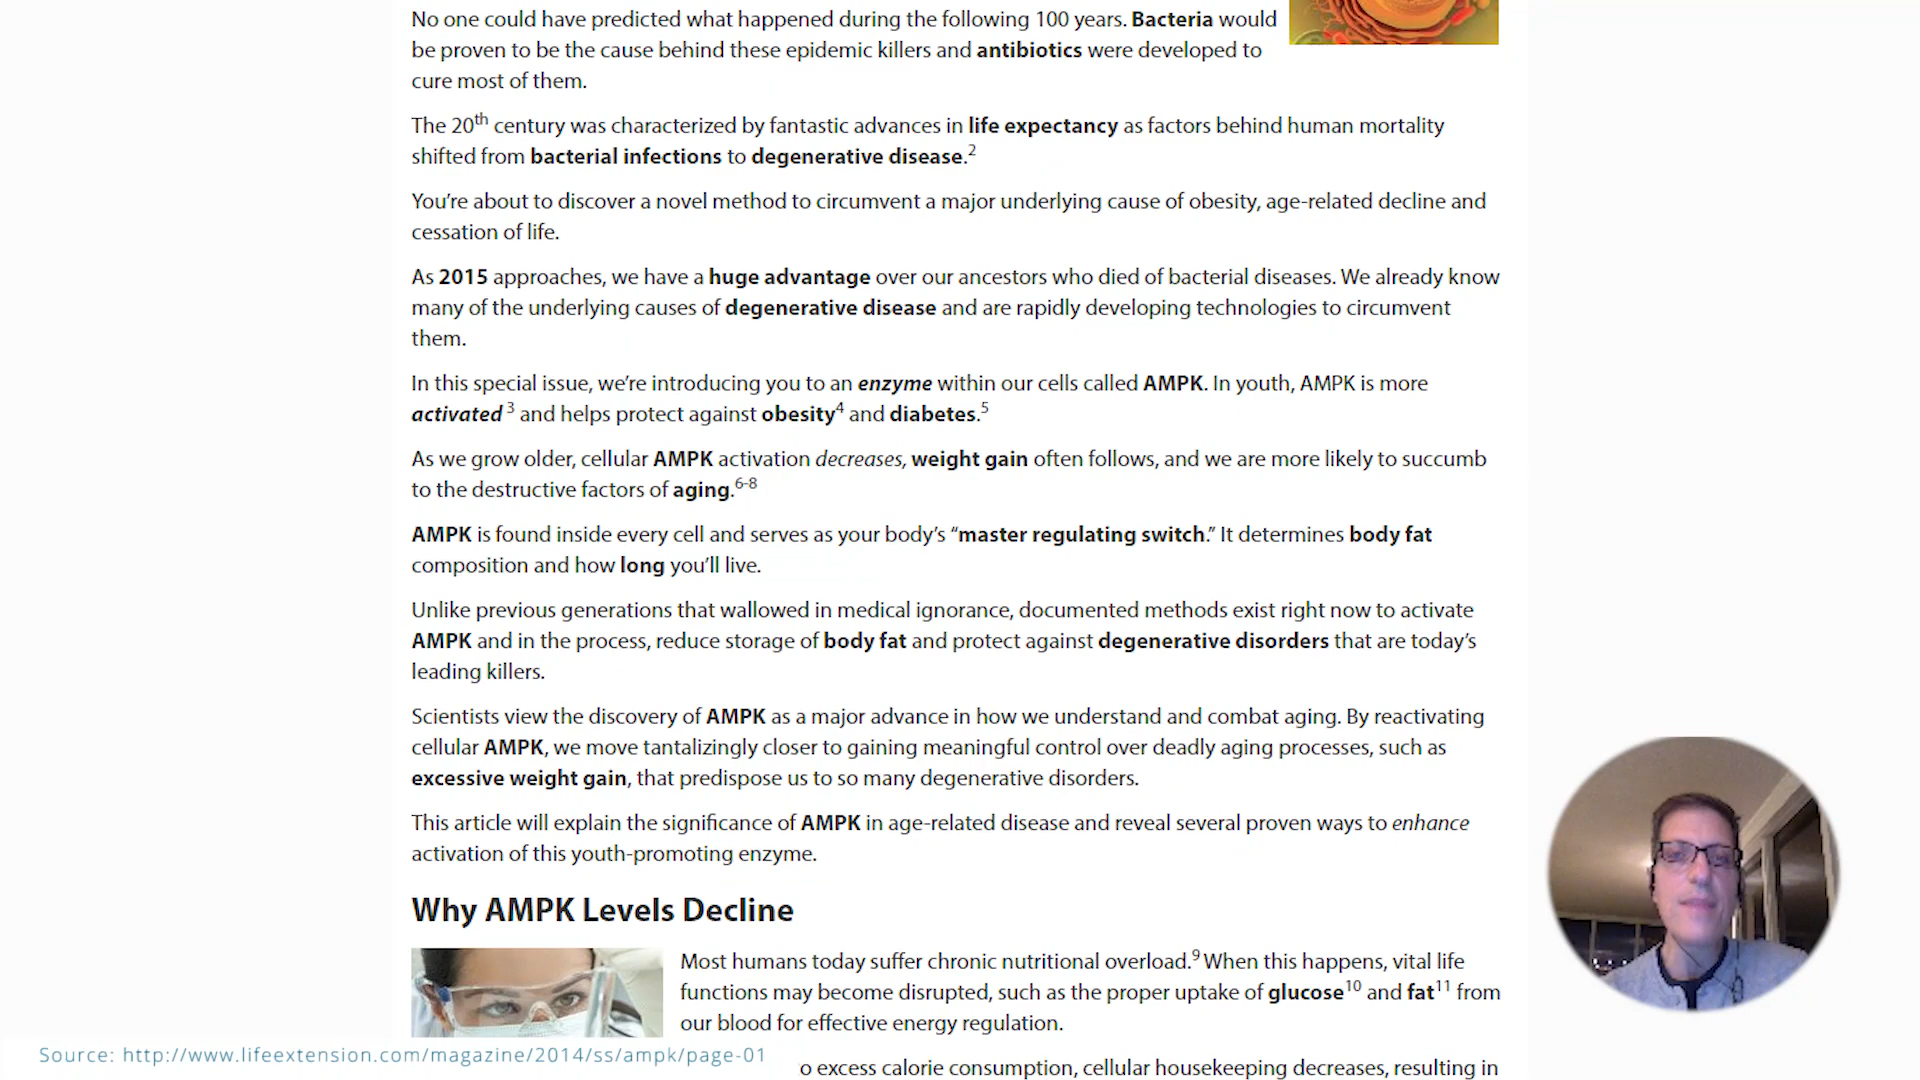 No one could have predicted what happened during the following 100 years. Bacteria would
be proven to be the cause behind these epidemic killers and antibiotics were developed to
cure most of them.
The 20th century was characterized by fantastic advances in life expectancy as factors behind human mortality
shifted from bacterial infections to degenerative disease.2
You’re about to discover a novel method to circumvent a major underlying cause of obesity, age-related decline and
cessation of life.
As 2015 approaches, we have a huge advantage over our ancestors who died of bacterial diseases. We already know
many of the underlying causes of degenerative disease and are rapidly developing technologies to circumvent
them.
In this special issue, we’re introducing you to an enzyme within our cells called AMPK. In youth, AMPK is more
activated 3 and helps protect against obesity4 and diabetes.5
As we grow older, cellular AMPK activation decreases, weight gain often follows, and we are more likely to succumb
to the destructive factors of aging.6-8
AMPK is found inside every cell and serves as your body’s “master regulating switch.” It determines body fat
composition and how long you’ll live.
Unlike previous generations that wallowed in medical ignorance, documented methods exist right now to activate
AMPK and in the process, reduce storage of body fat and protect against degenerative disorders that are today’s
leading killers.
Scientists view the discovery of AMPK as a major advance in how we understand and combat aging. By reactivating
cellular AMPK, we move tantalizingly closer to gaining meaningful control over deadly aging processes, such as
excessive weight gain, that predispose us to so many degenerative disorders.
This article will explain the significance of AMPK in age-related disease and reveal several proven ways to enhance
activation of this youth-promoting enzyme.
Why AMPK Levels Decline
Most humans today suffer chronic nutritional overload.9 When this happens, vital life
functions may become disrupted, such as the proper uptake of glucose10 and fat11 from
our blood for effective energy regulation.
o excess calorie consumption, cellular housekeeping decreases, resulting in
Source: http://www.lifeextension.com/magazine/2014/ss/ampk/page-01